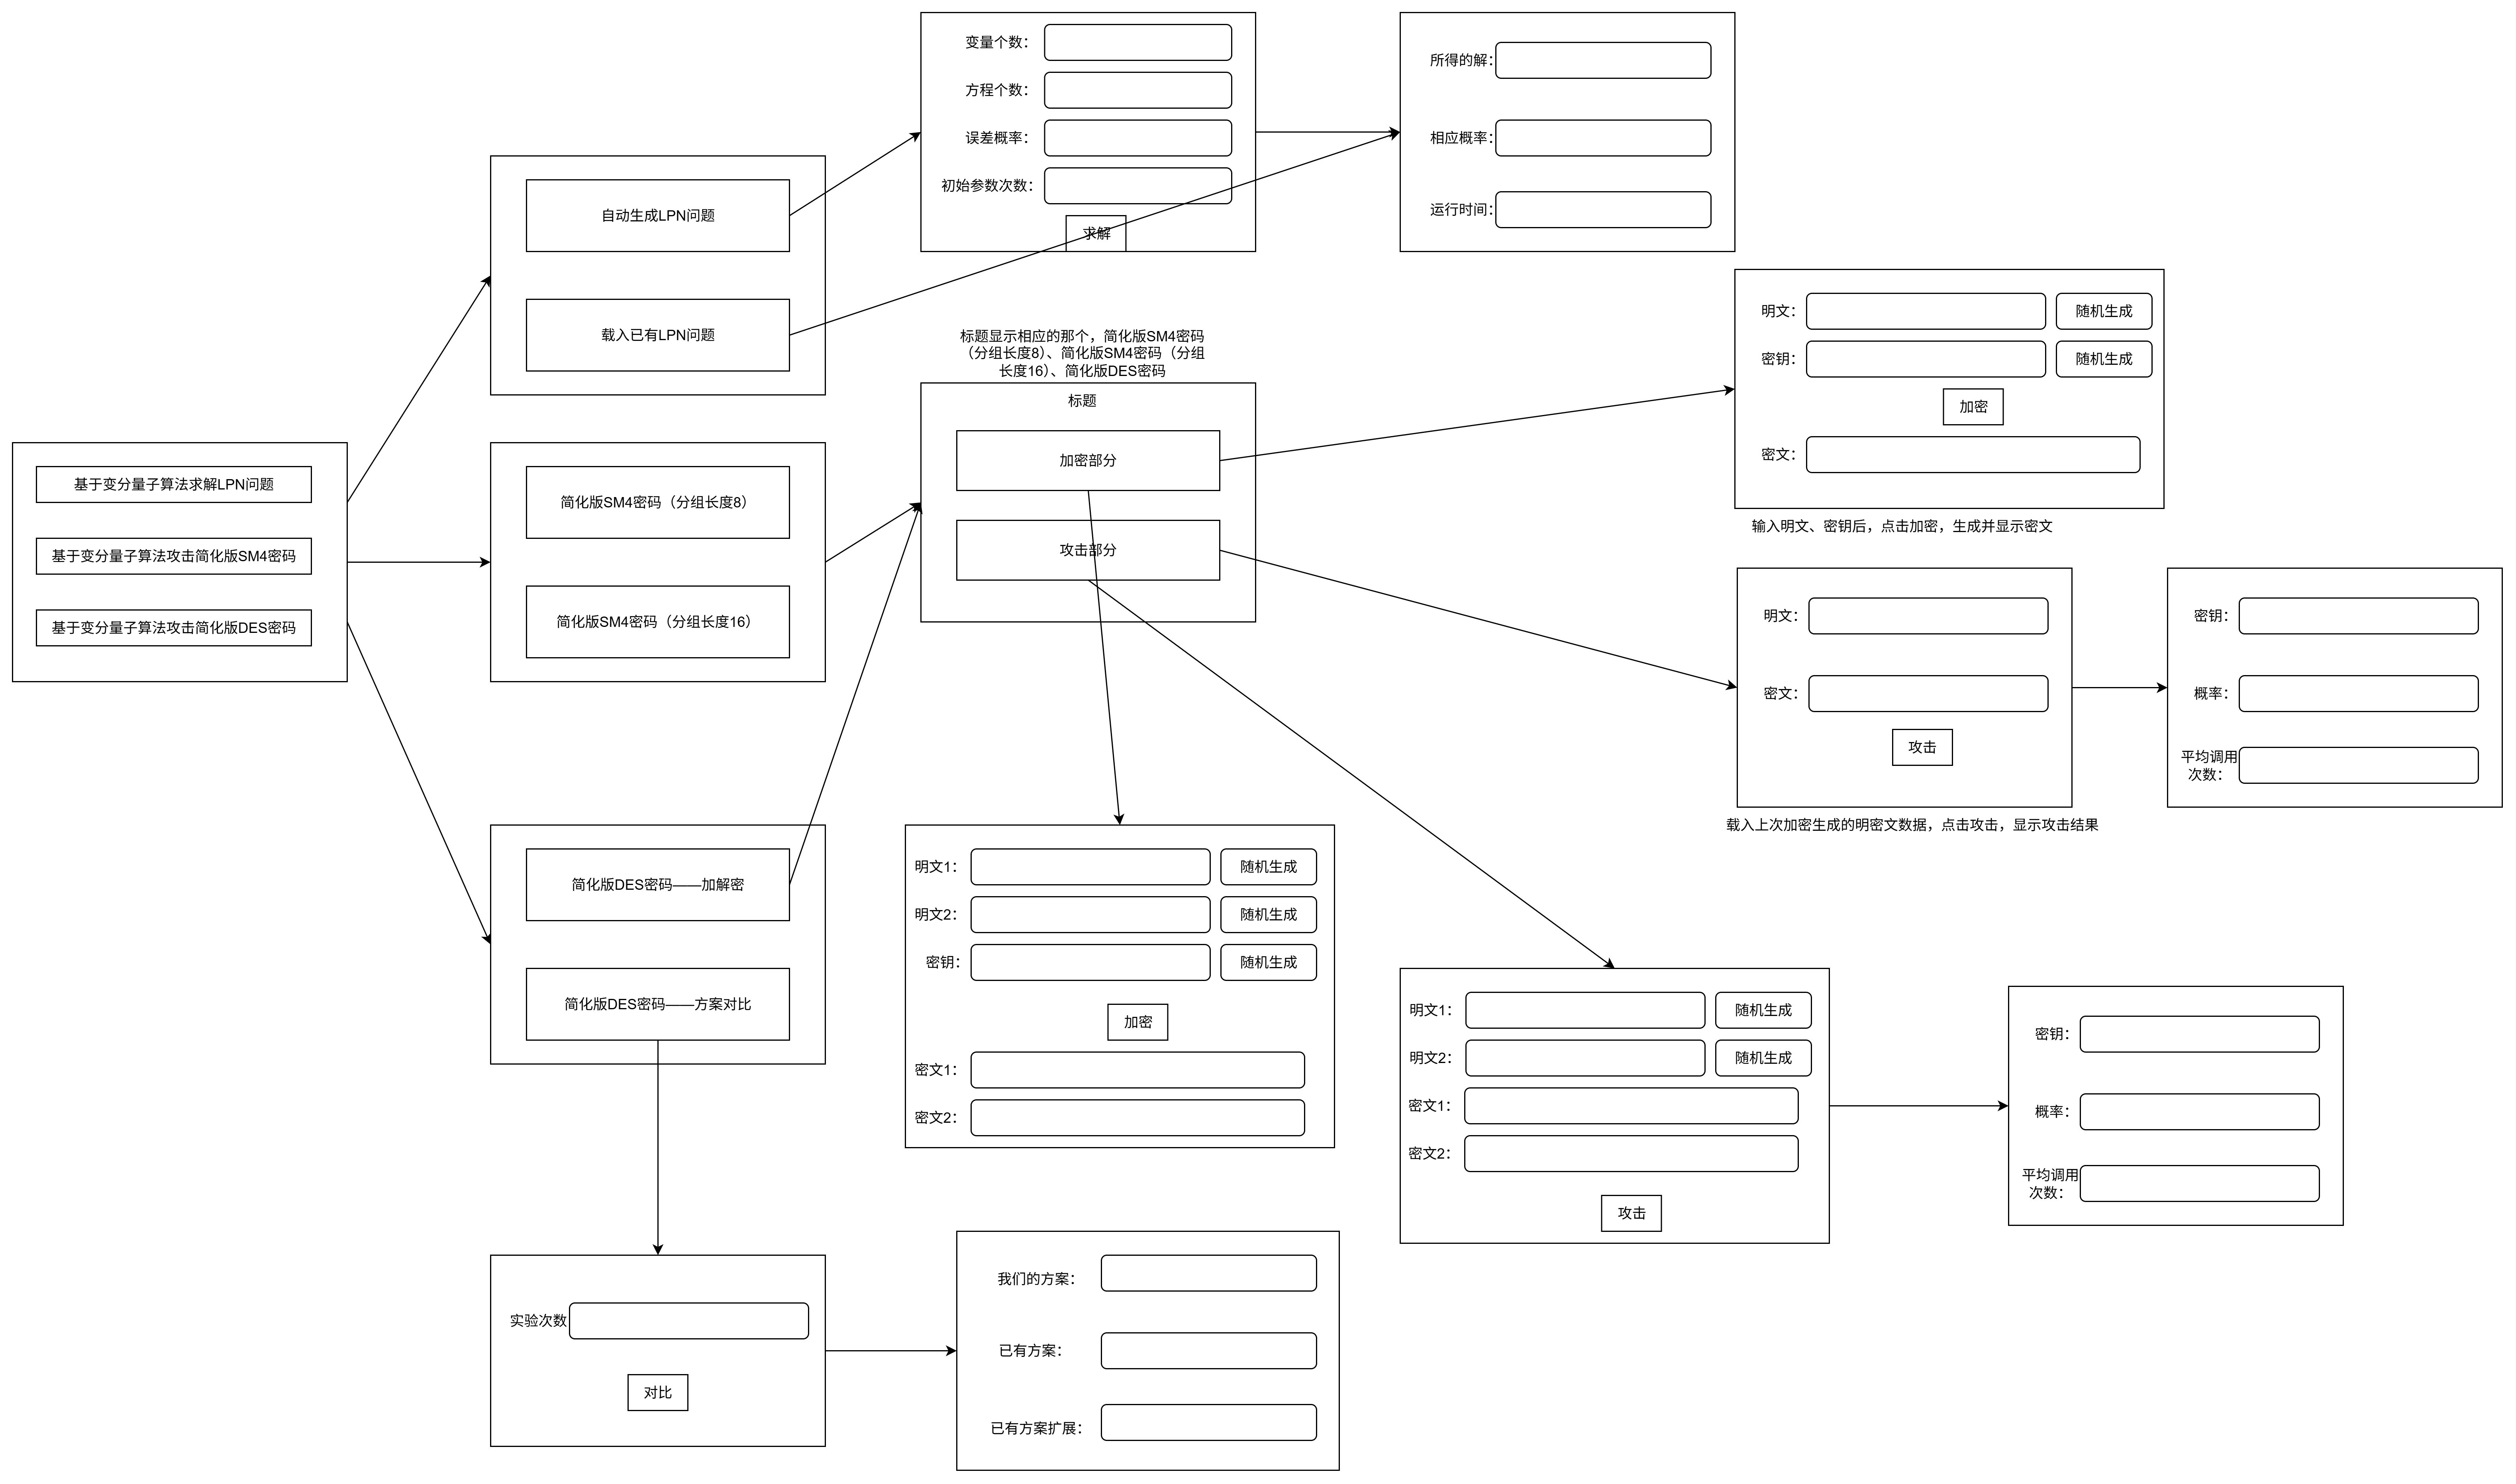 变量个数：
方程个数：
误差概率：
初始参数次数：
求解
所得的解：
相应概率：
运行时间：
自动生成LPN问题
载入已有LPN问题
明文：
随机生成
密钥：
随机生成
加密
密文：
输入明文、密钥后，点击加密，生成并显示密文
标题显示相应的那个，简化版SM4密码
（分组长度8）、简化版SM4密码（分组
长度16）、简化版DES密码
标题
加密部分
攻击部分
基于变分量子算法求解LPN问题
基于变分量子算法攻击简化版SM4密码
基于变分量子算法攻击简化版DES密码
简化版SM4密码（分组长度8）
简化版SM4密码（分组长度16）
明文：
密文：
攻击
载入上次加密生成的明密文数据，点击攻击，显示攻击结果
密钥：
概率：
平均调用
次数：
简化版DES密码——加解密
简化版DES密码——方案对比
明文1：
随机生成
明文2：
随机生成
密钥：
随机生成
加密
密文1：
密文2：
明文1：
随机生成
明文2：
随机生成
密文1：
密文2：
攻击
密钥：
概率：
平均调用
次数：
实验次数
对比
我们的方案：
已有方案：
已有方案扩展：